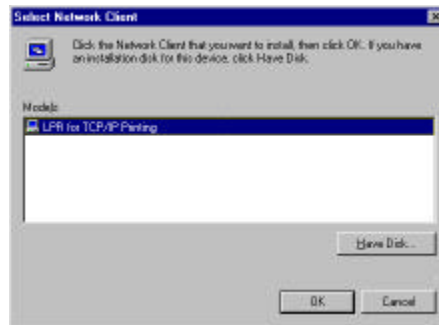 Select Network Client
Click the Network Client that you want to install, then click OK. If you have
an installation disk for this device, click Have Disk.
Models:
LPR for TCP/IP Printing
Have Disk...
OK
Cancel